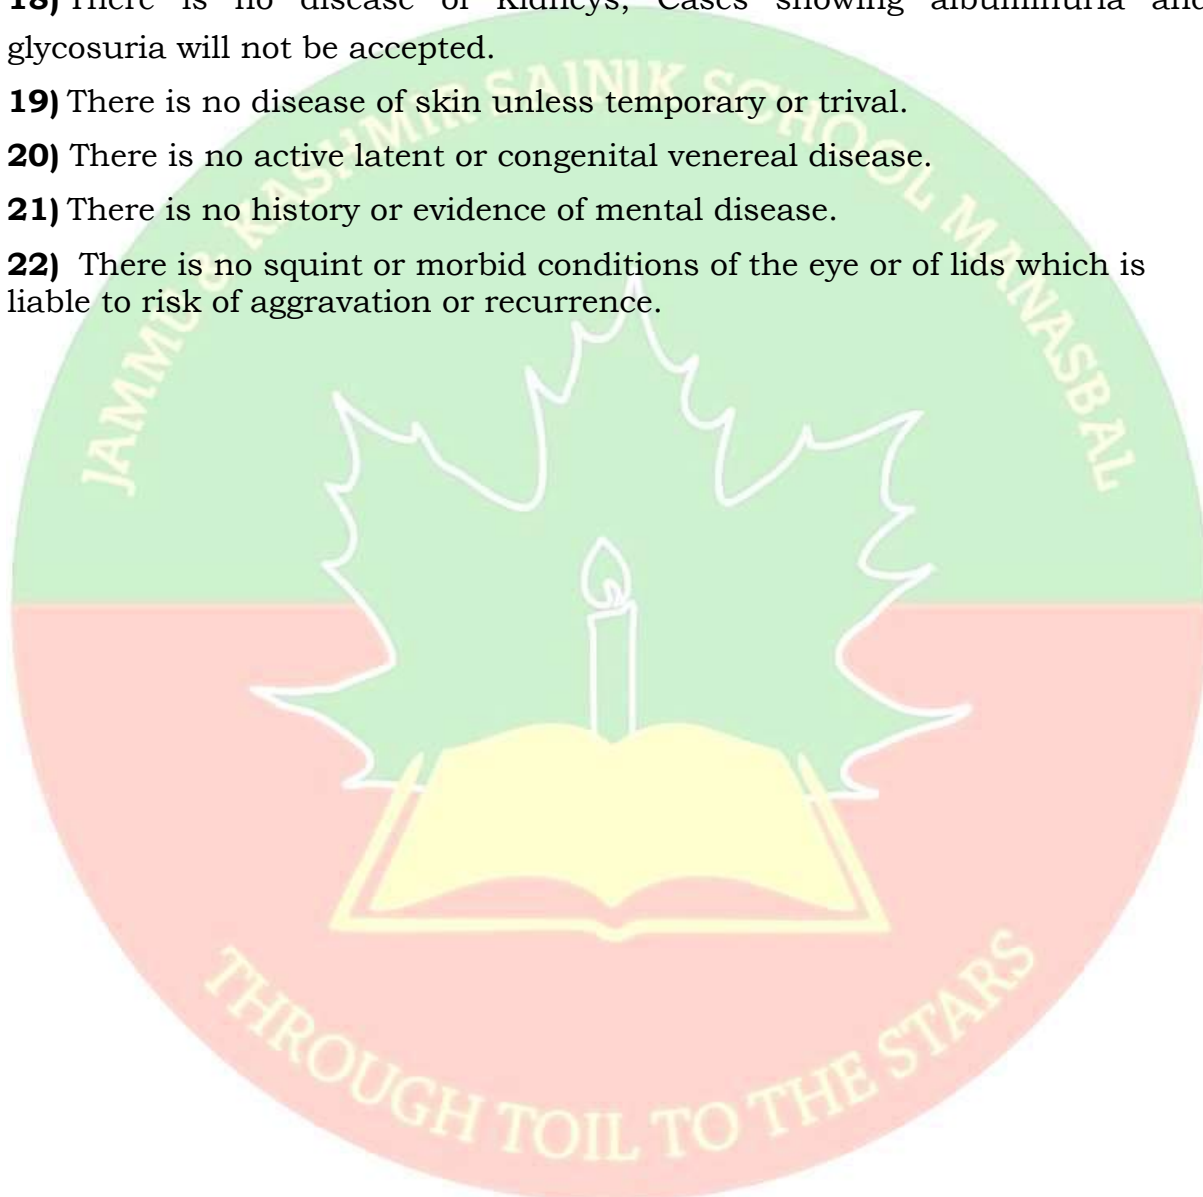 18) There is no disease of Kidneys, Cases showing albuminuria and
glycosuria will not be accepted.
19) There is no disease of skin unless temporary or trival.
20) There is no active latent or congenital venereal disease.
21) There is no history or evidence of mental disease.
22) There is no squint or morbid conditions of the eye or of lids which is
liable to risk of aggravation or recurrence.
JAMMU & KASHMIR SAINIK SCHOOL MANASBAL
THROUGH TOIL TO THE STARS